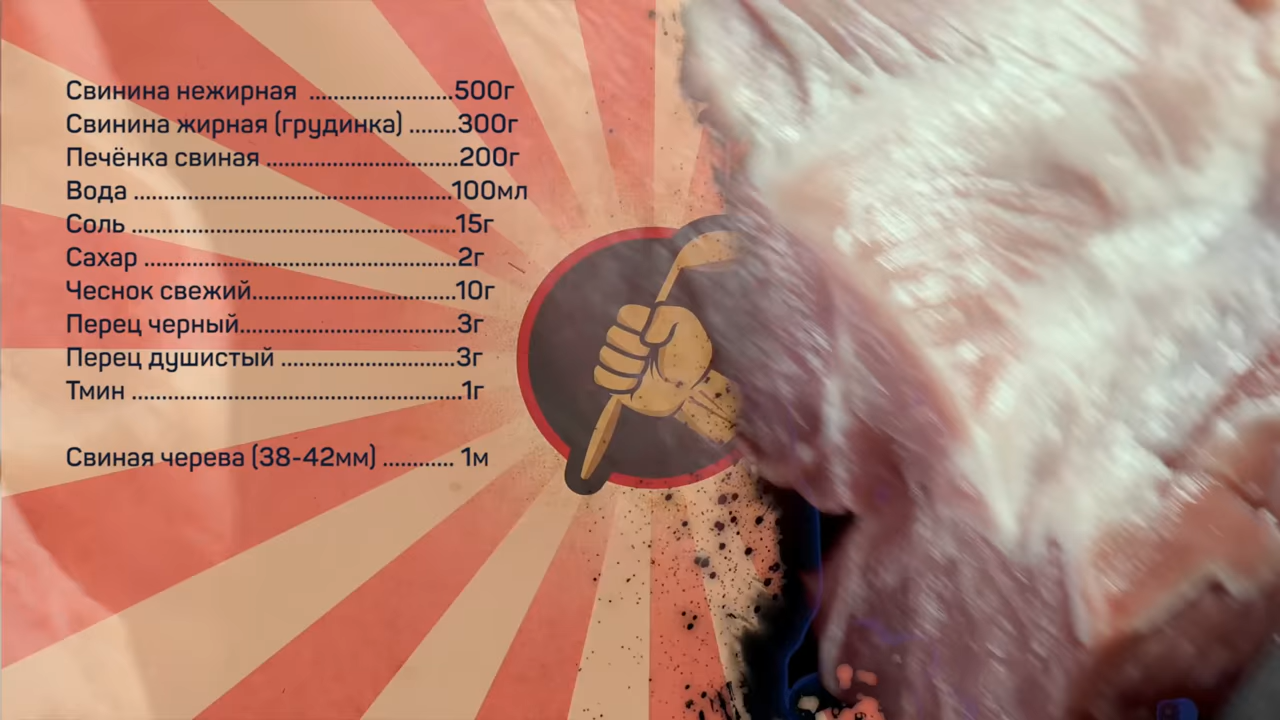 Свинина нежирная ........................500г
Свинина жирная (грудинка) ........300г
Печёнка свиная .................................200г
Вода .......................................................100мл
Соль ........................................................15г
Сахар ......................................................2г
Чеснок свежий...................................10г
Перец черный.....................................3г
Перец душистый ..............................3г
Тмин .........................................................1г
Свиная черева (38-42мм) ............ 1м